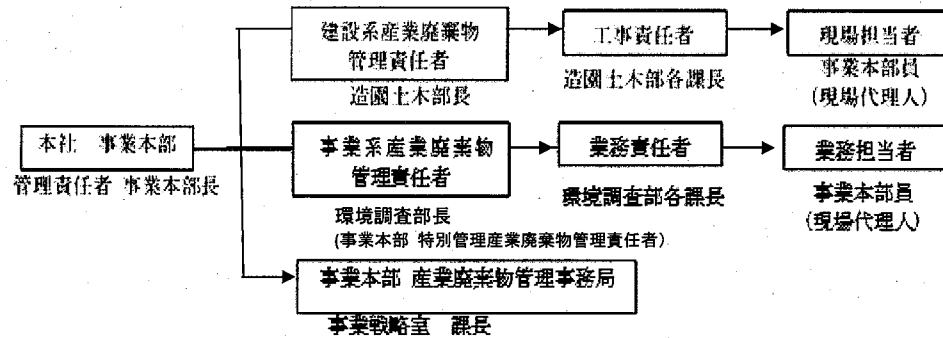 建設系産業廃棄物
管理責任者
造園土木部長
工事責任者
造園土木部各課長
現場担当者
事業本部員
(現場代理人)
本社 事業本部
管理責任者 事業本部長
事業系産業廃棄物
管理責任者
環境調査部長
(事業本部 特別管理産業廃棄物管理責任者)
業務責任者
環境調査部各課長
業務担当者
事業本部員
(現場代理人)
事業本部 産業廃棄物管理事務局
事業戦略室 課長